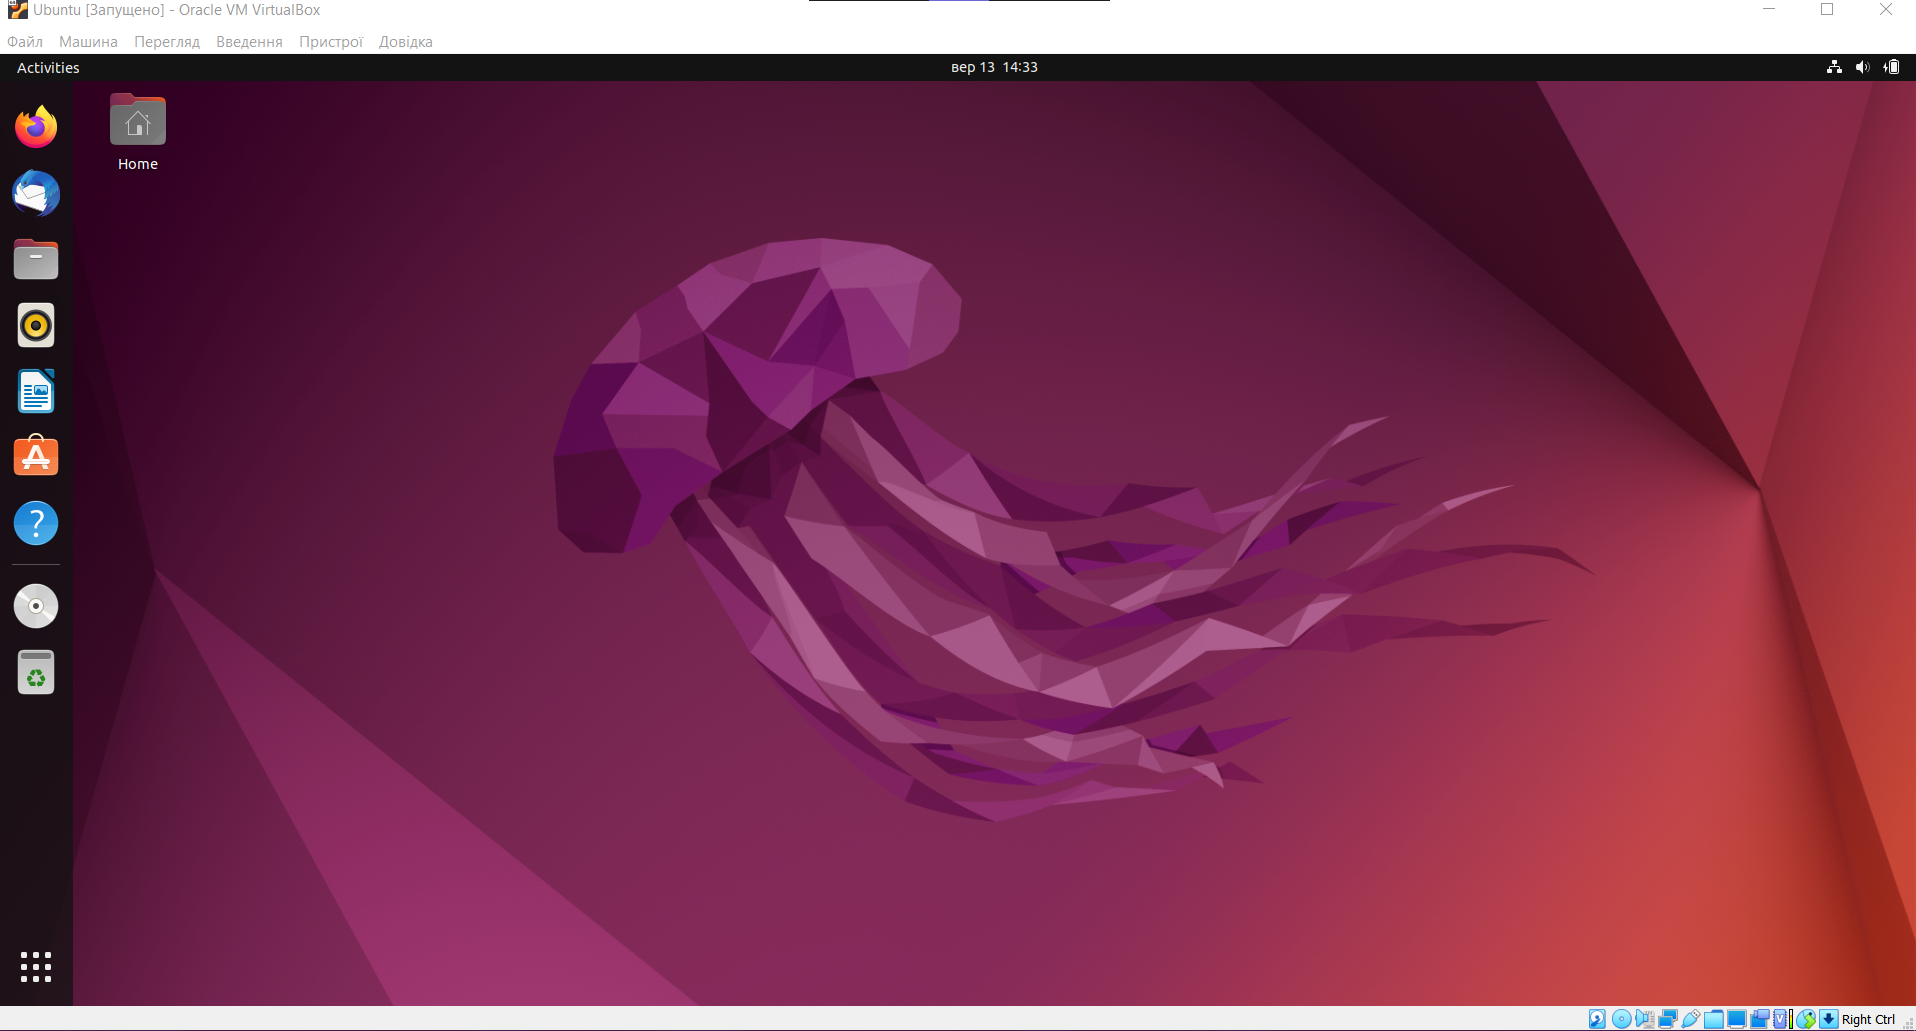 Ubuntu [Запущено] - Oracle VM VirtualBox
Файл Машина Перегляд Введення Пристрої Довідка
Activities вер 13 14:33
Home
Right Ctrl